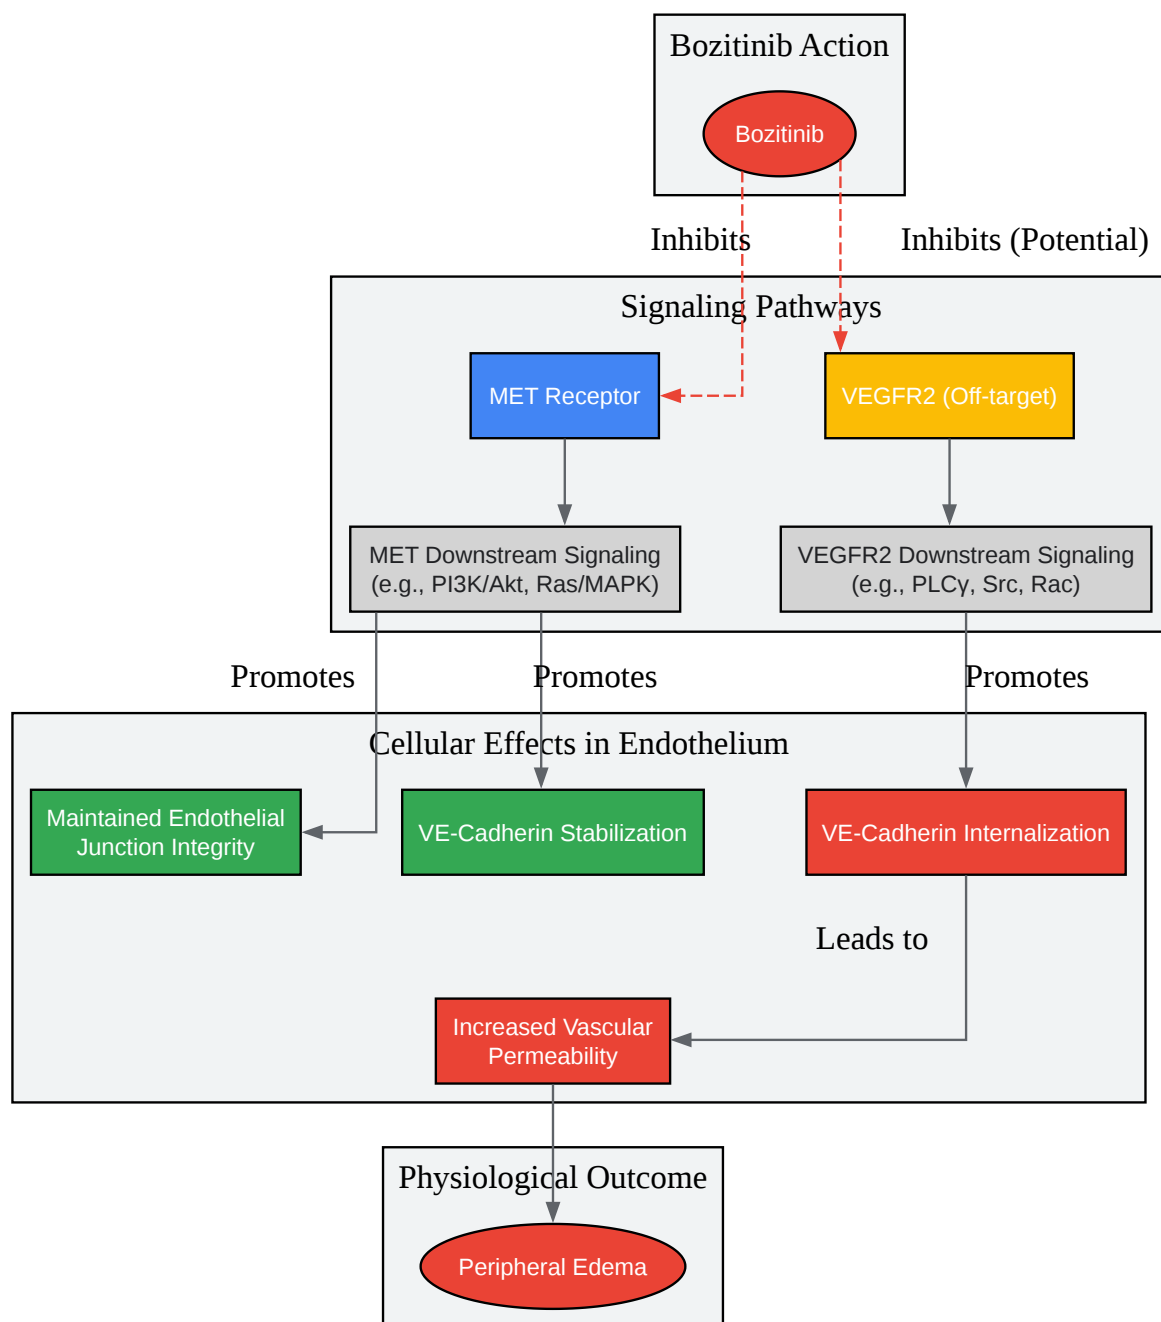 Bozitinib Action
Bozitinib
Inhibits
Inhibits (Potential)
Signaling Pathways
MET Receptor
VEGFR2 (Off-target)
MET Downstream Signaling
(e.g., PI3K/Akt, Ras/MAPK)
VEGFR2 Downstream Signaling
(e.g., PLCγ, Src, Rac)
Promotes
Promotes
Promotes
Cellular Effects in Endothelium
Maintained Endothelial
Junction Integrity
VE-Cadherin Stabilization
VE-Cadherin Internalization
Leads to
Increased Vascular
Permeability
Physiological Outcome
Peripheral Edema